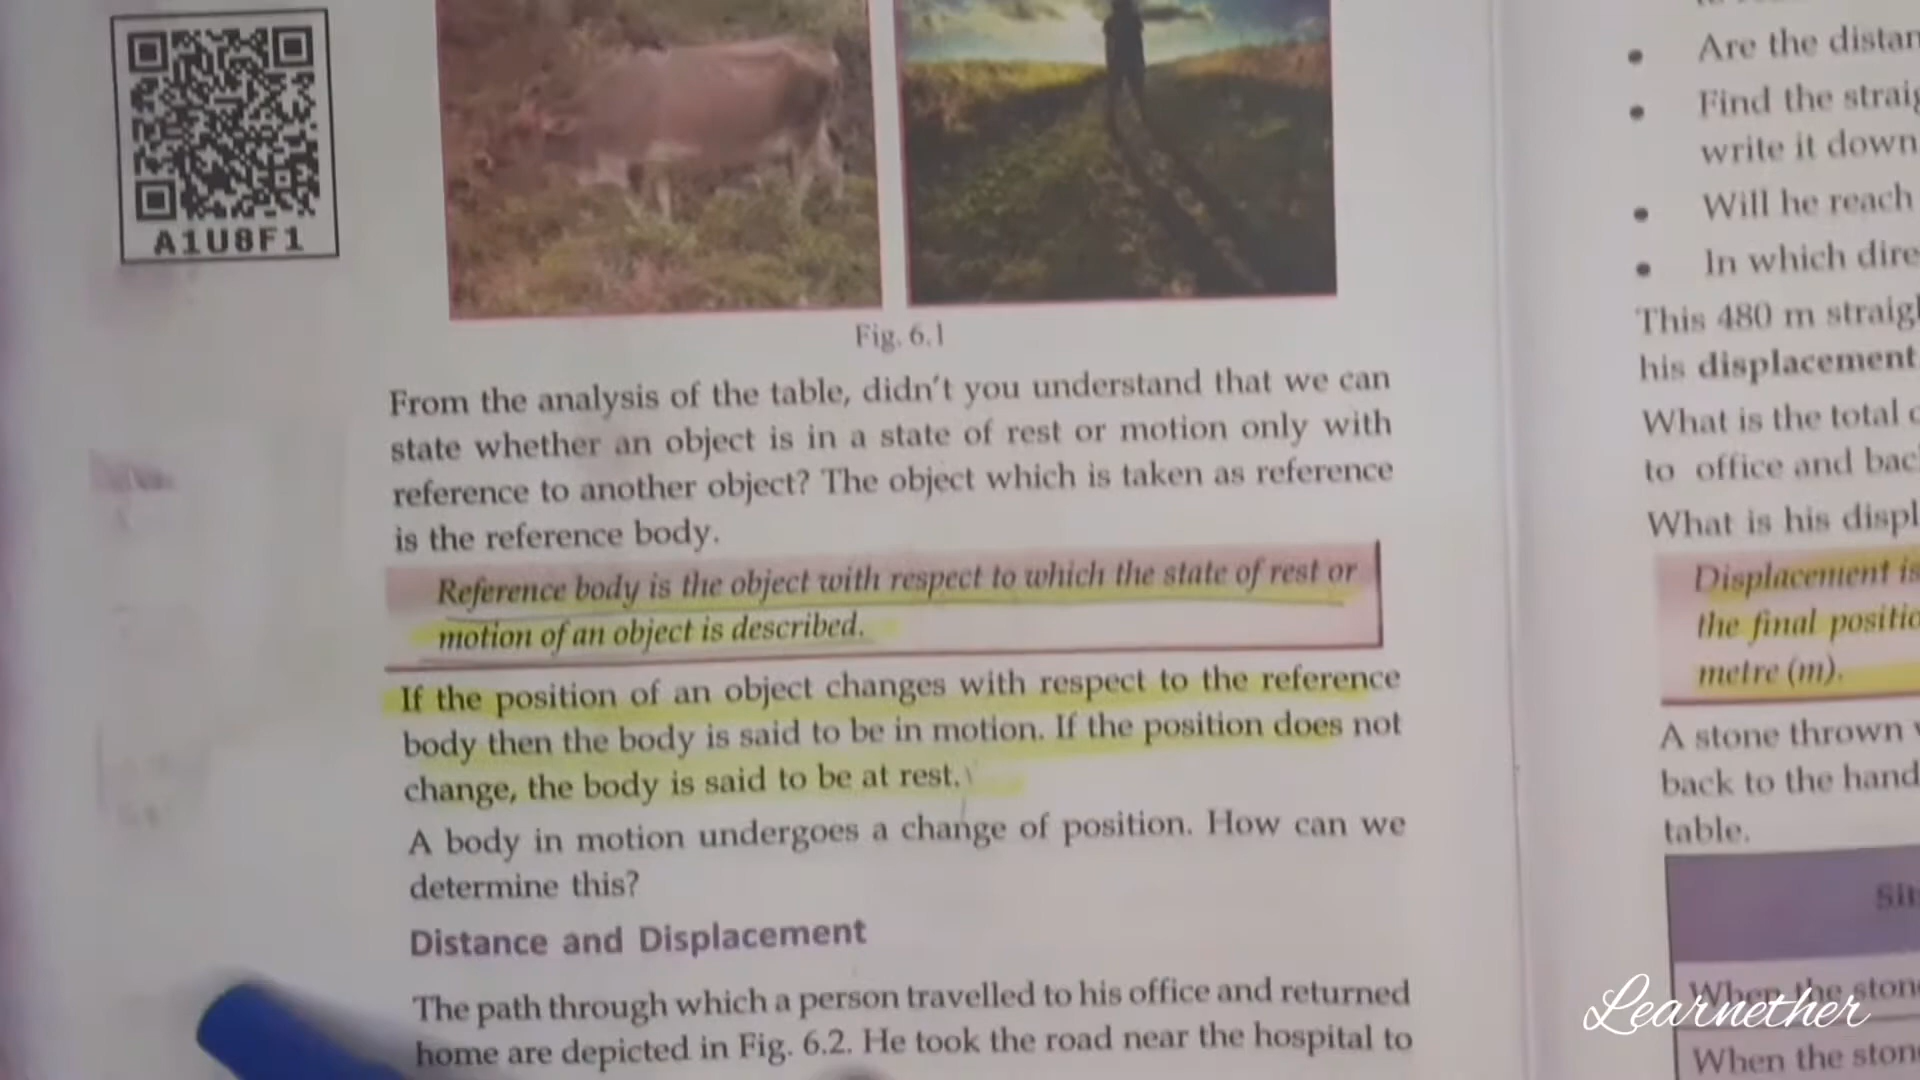 A1U8F1
Fig. 6.1
From the analysis of the table, didn't you understand that we can
state whether an object is in a state of rest or motion only with
reference to another object? The object which is taken as reference
is the reference body.
Reference body is the object with respect to which the state of rest or
motion of an object is described.
If the position of an object changes with respect to the reference
body then the body is said to be in motion. If the position does not
change, the body is said to be at rest.
A body in motion undergoes a change of position. How can we
determine this?
Distance and Displacement
The path through which a person travelled to his office and returned
home are depicted in Fig. 6.2. He took the road near the hospital to
• Are the
• Find the
write it down
• Will he reach
• In which
This 480 m
his displacement
What is the total
to office and
What is his
Displacement is
the final
metre (m).
A stone thrown
back to the hand
table.
When the
When the
Learnether